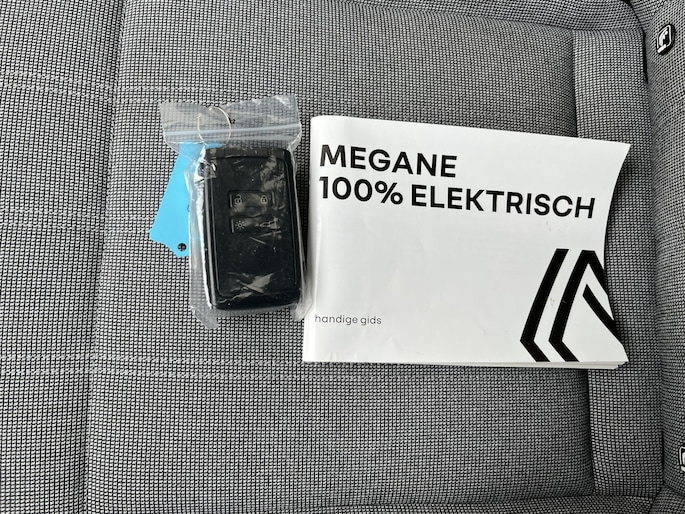 MEGANE
100% ELEKTRISCH
handige gids